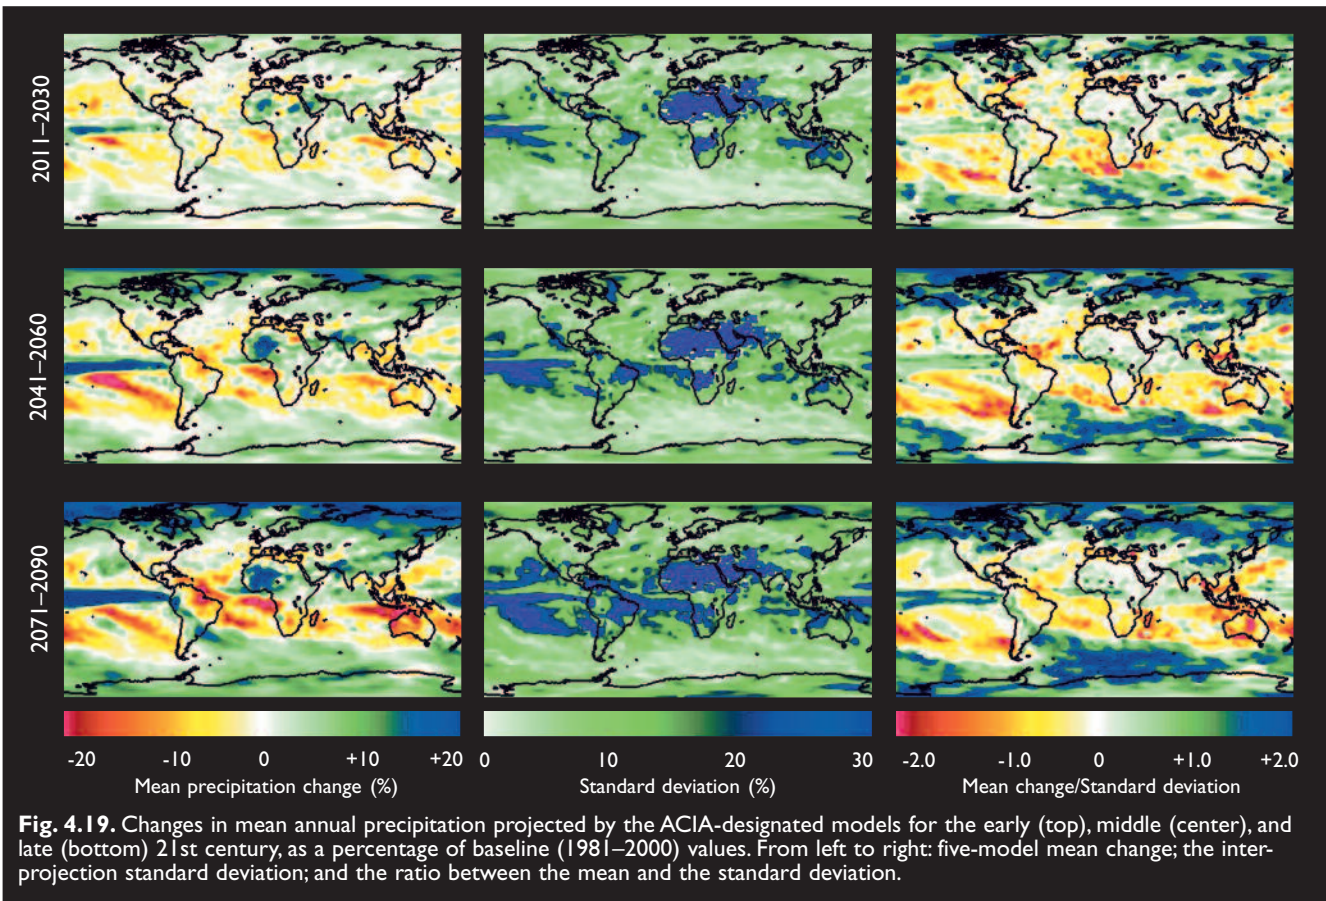 2011–2030
2041–2060
2071–2090
-20 -10 0 +10 +20
Mean precipitation change (%)
0 10 20 30
Standard deviation (%)
-2.0 -1.0 0 +1.0 +2.0
Mean change/Standard deviation
Fig. 4.19. Changes in mean annual precipitation projected by the ACIA-designated models for the early (top), middle (center), and
late (bottom) 21st century, as a percentage of baseline (1981–2000) values. From left to right: five-model mean change; the inter-
projection standard deviation; and the ratio between the mean and the standard deviation.